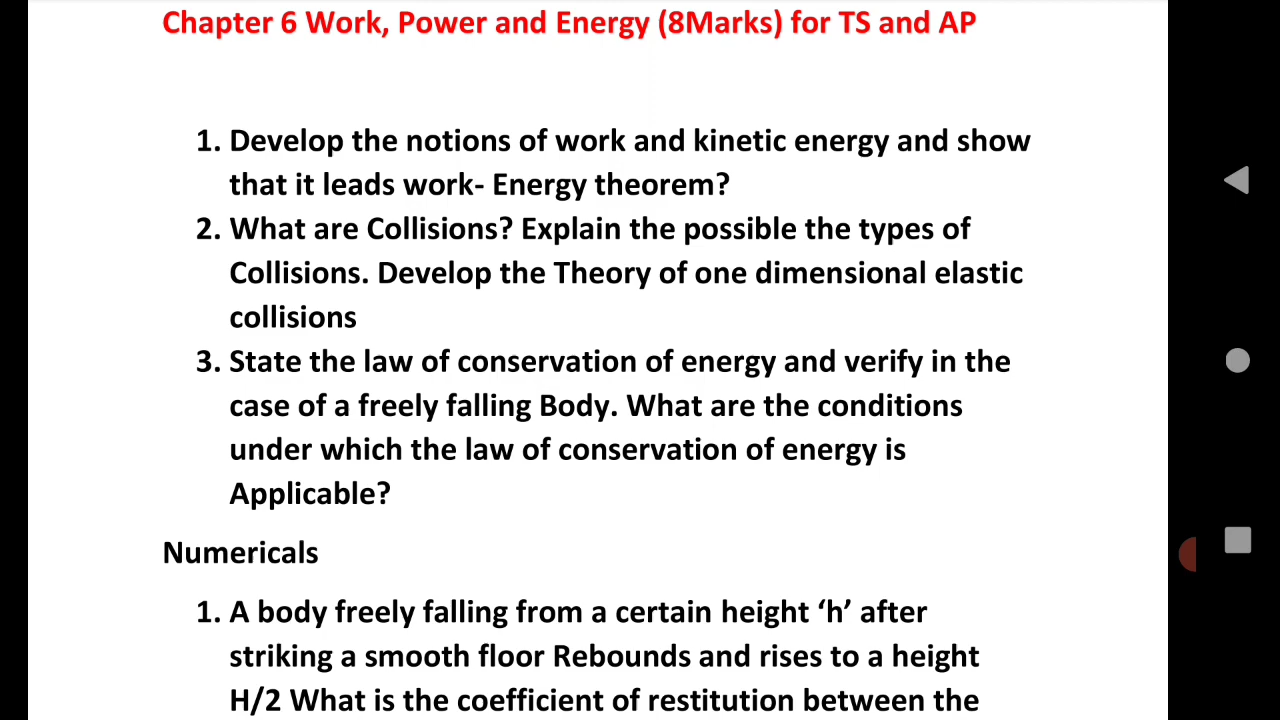 Chapter 6 Work, Power and Energy (8Marks) for TS and AP
1. Develop the notions of work and kinetic energy and show
that it leads work- Energy theorem?
2. What are Collisions? Explain the possible the types of
Collisions. Develop the Theory of one dimensional elastic
collisions
3. State the law of conservation of energy and verify in the
case of a freely falling Body. What are the conditions
under which the law of conservation of energy is
Applicable?
Numericals
1. A body freely falling from a certain height ‘h’ after
striking a smooth floor Rebounds and rises to a height
H/2 What is the coefficient of restitution between the